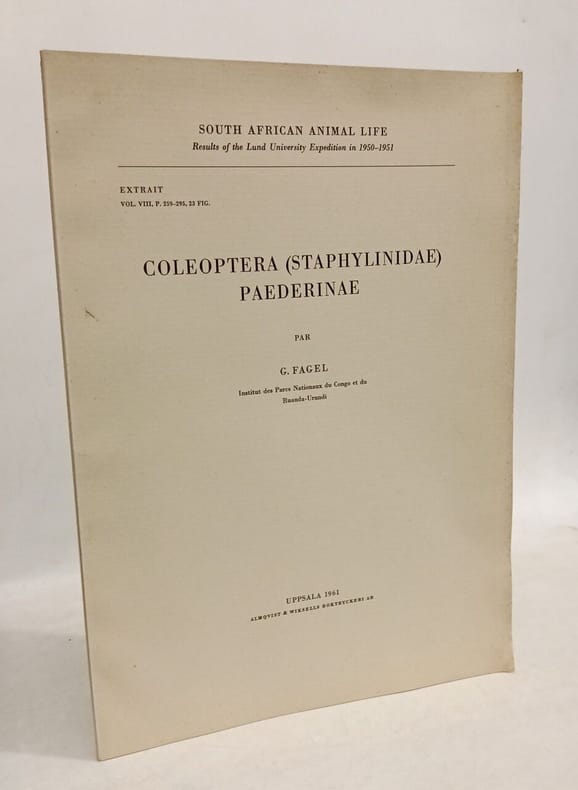 SOUTH AFRICAN ANIMAL LIFE
Results of the Lund University Expedition in 1950–1951
EXTRAIT
VOL. VIII, P. 259–295, 23 FIG.
COLEOPTERA (STAPHYLINIDAE)
PAEDERINAE
PAR
G. FAGEL
Institut des Parcs Nationaux du Congo et du
Ruanda-Urundi
UPPSALA 1961
ALMQVIST & WIKSELLS BOKTRYCKERI AB